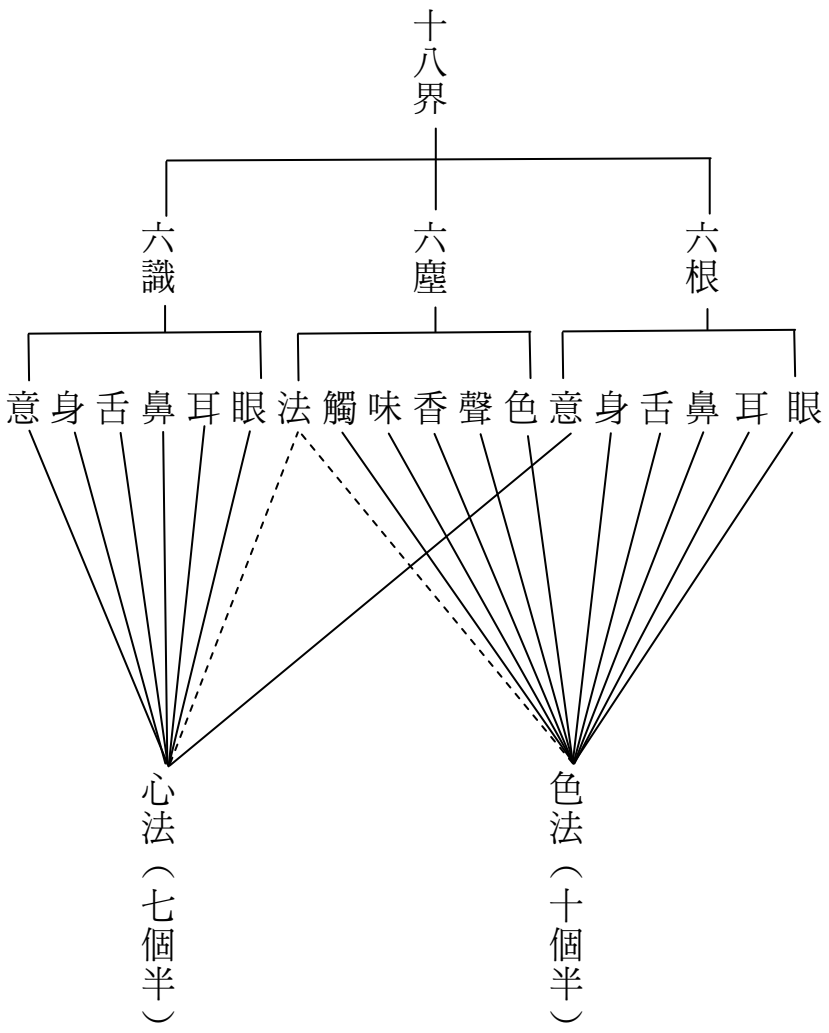 十八界
六根
六塵
六識
眼
耳
鼻
舌
身
意
色
聲
香
味
觸
法
眼
耳
鼻
舌
身
意
色法（十個半）
心法（七個半）